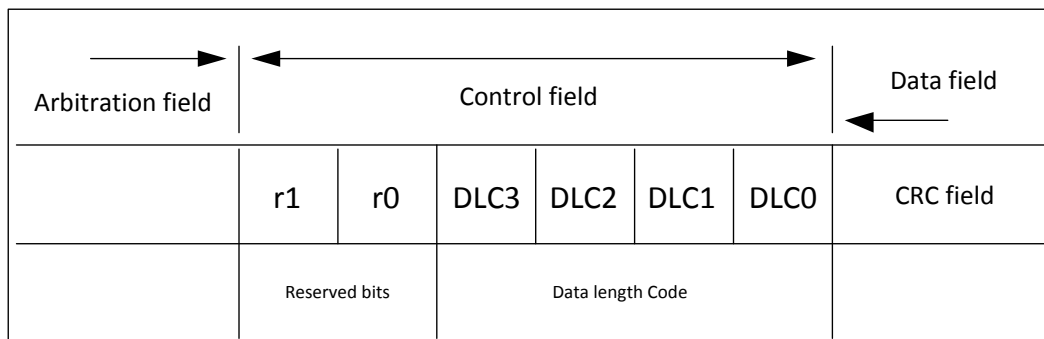 Arbitration field
Control field
Data field
r1
r0
DLC3
DLC2
DLC1
DLC0
CRC field
Reserved bits
Data length Code